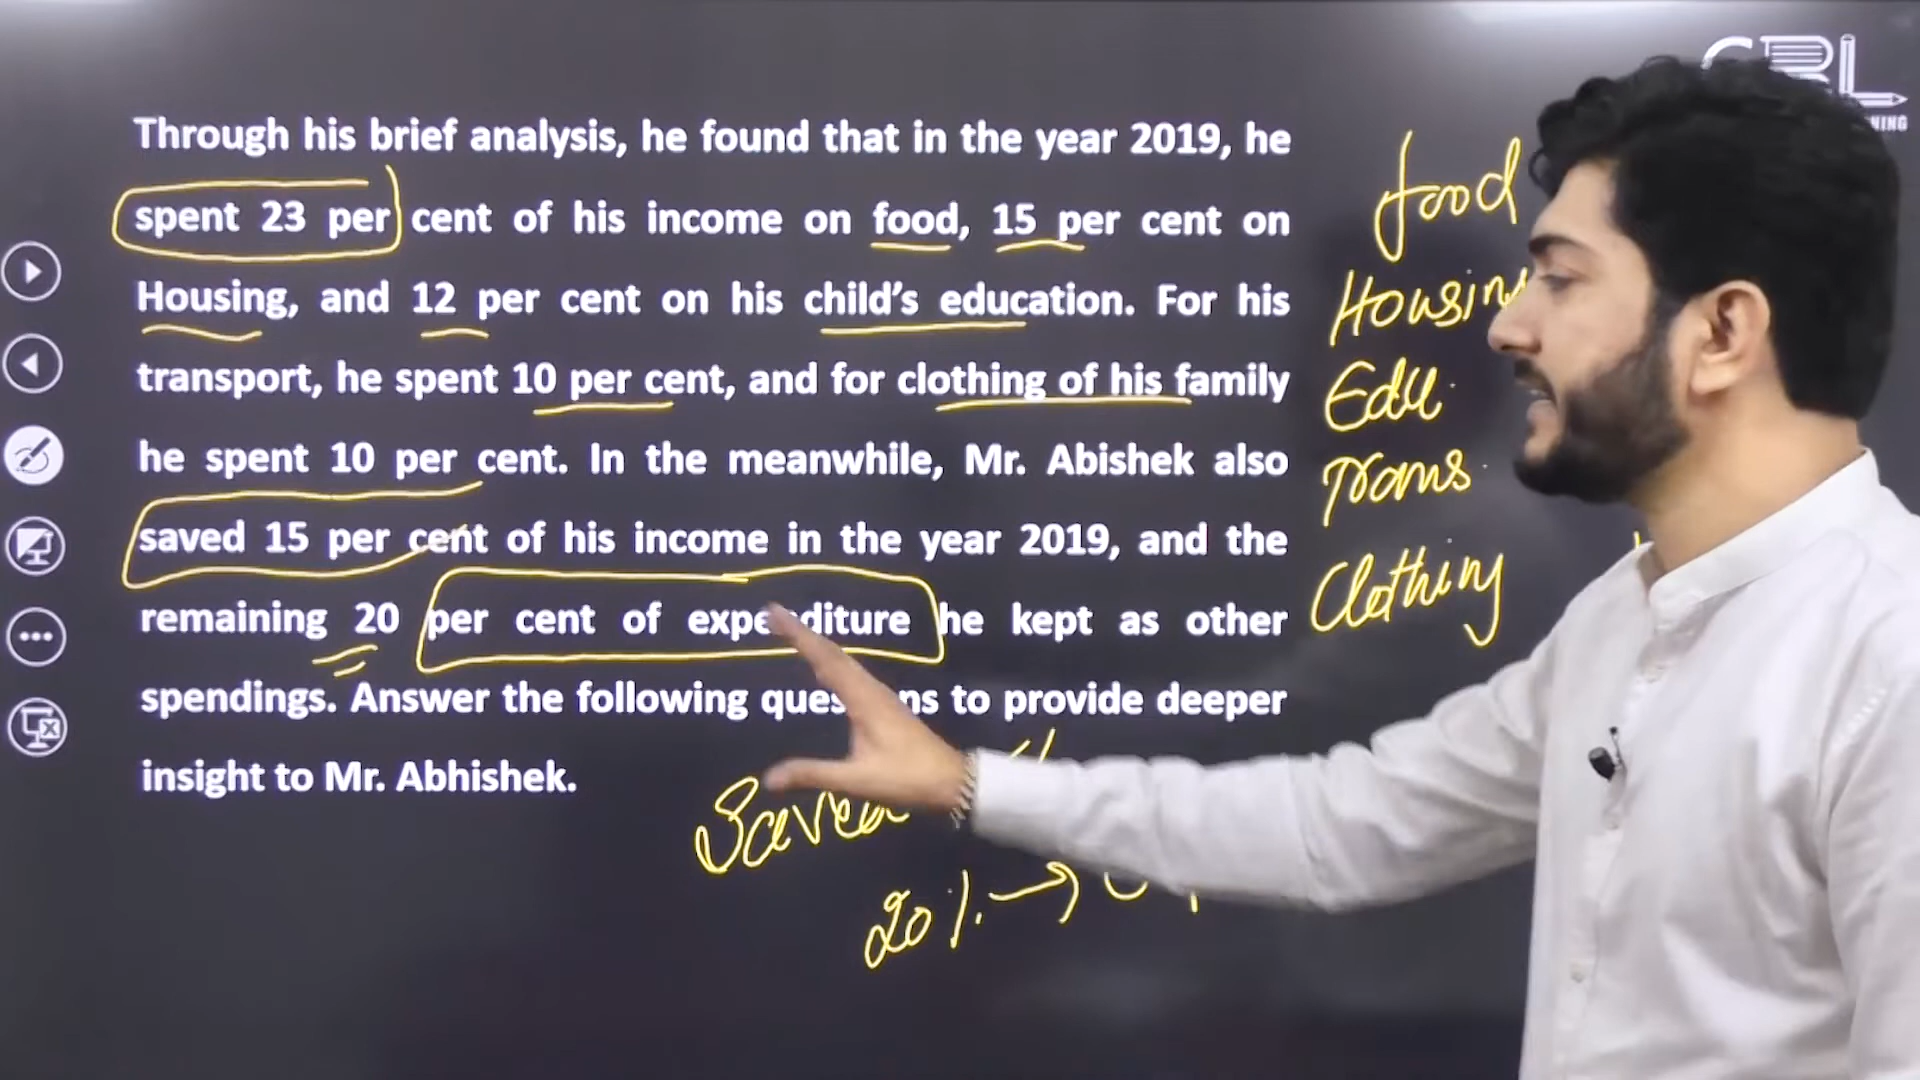 Through his brief analysis, he found that in the year 2019, he
spent 23 per cent of his income on food, 15 per cent on
Housing, and 12 per cent on his child's education. For his
transport, he spent 10 per cent, and for clothing of his family
he spent 10 per cent. In the meanwhile, Mr. Abishek also
saved 15 per cent of his income in the year 2019, and the
remaining 20 per cent of expenditure he kept as other
spendings. Answer the following to provide deeper
insight to Mr. Abhishek.
food
Housing
Edu.
Trans
Clothing
Saved
20%. →